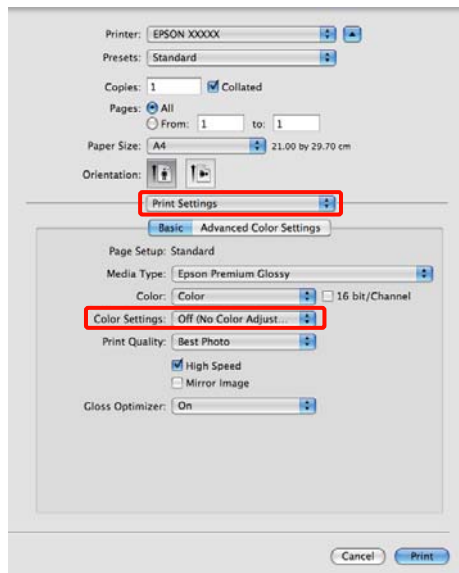 Printer: EPSON XXXXX
Presets: Standard
Copies: 1 Collated
Pages: All
From: 1 to: 1
Paper Size: A4 21.00 by 29.70 cm
Orientation:
Print Settings
Basic Advanced Color Settings
Page Setup: Standard
Media Type: Epson Premium Glossy
Color: Color 16 bit/Channel
Color Settings: Off (No Color Adjust...
Print Quality: Best Photo
High Speed
Mirror Image
Gloss Optimizer: On
Cancel Print